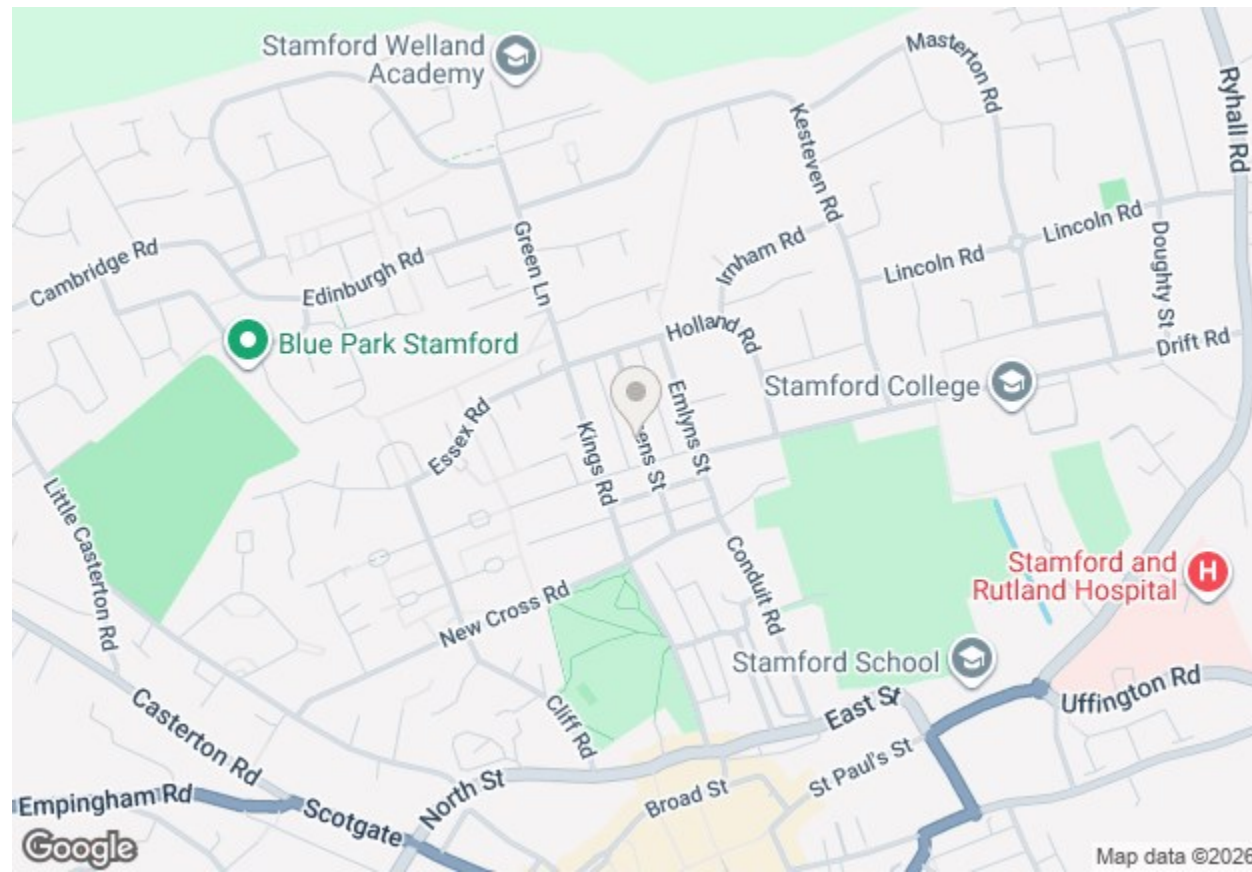 Stamford Welland
Academy
Masterton Rd
Ryhall Rd
Kesteven Rd
Cambridge Rd
Edinburgh Rd
Green Ln
Irnham Rd
Lincoln Rd
Lincoln Rd
Doughty St
Blue Park Stamford
Holland Rd
Drift Rd
Stamford College
Essex Rd
Kings Rd
ens St
Emlyns St
Little Casterton Rd
Conduit Rd
Stamford and
Rutland Hospital
New Cross Rd
Stamford School
Uffington Rd
Casterton Rd
Cliff Rd
East St
St Paul's St
North St
Broad St
Empingham Rd
Scotgate
Google
Map data ©2026